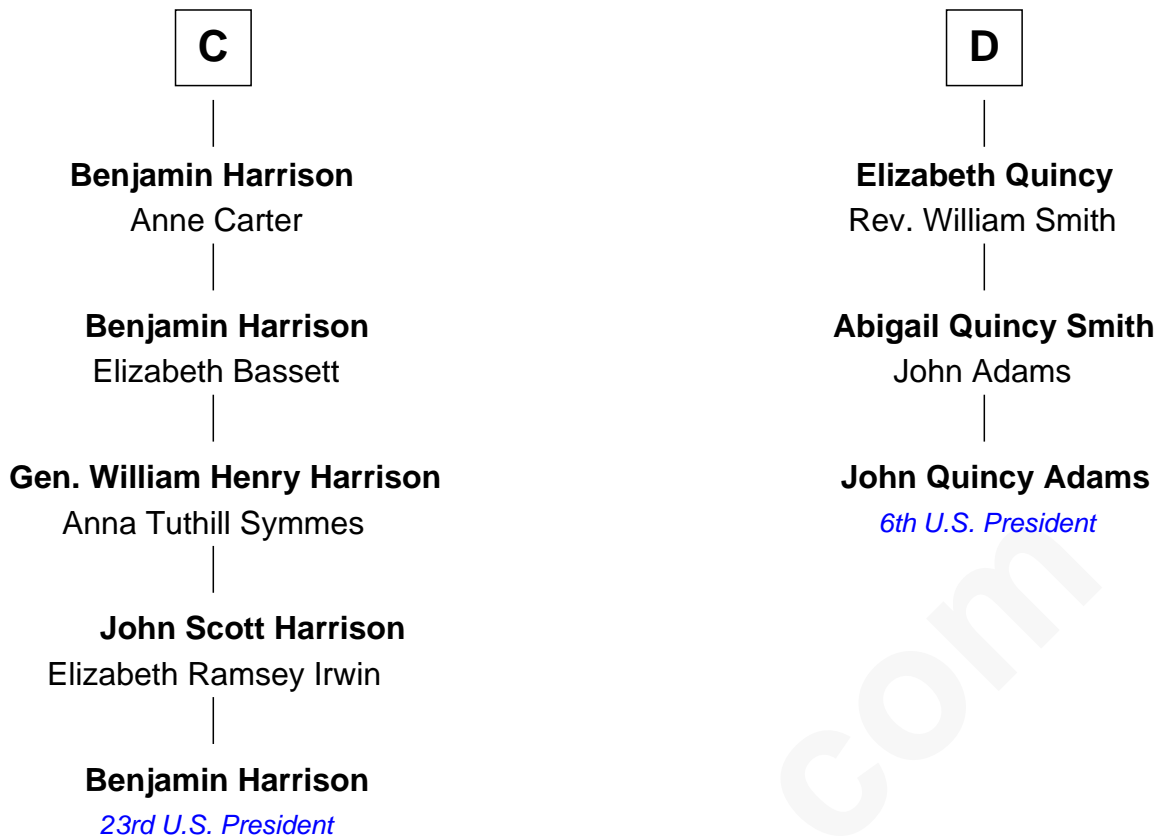 C
Benjamin Harrison
Anne Carter
Benjamin Harrison
Elizabeth Bassett
Gen. William Henry Harrison
Anna Tuthill Symmes
John Scott Harrison
Elizabeth Ramsey Irwin
Benjamin Harrison
23rd U.S. President
D
Elizabeth Quincy
Rev. William Smith
Abigail Quincy Smith
John Adams
John Quincy Adams
6th U.S. President
com